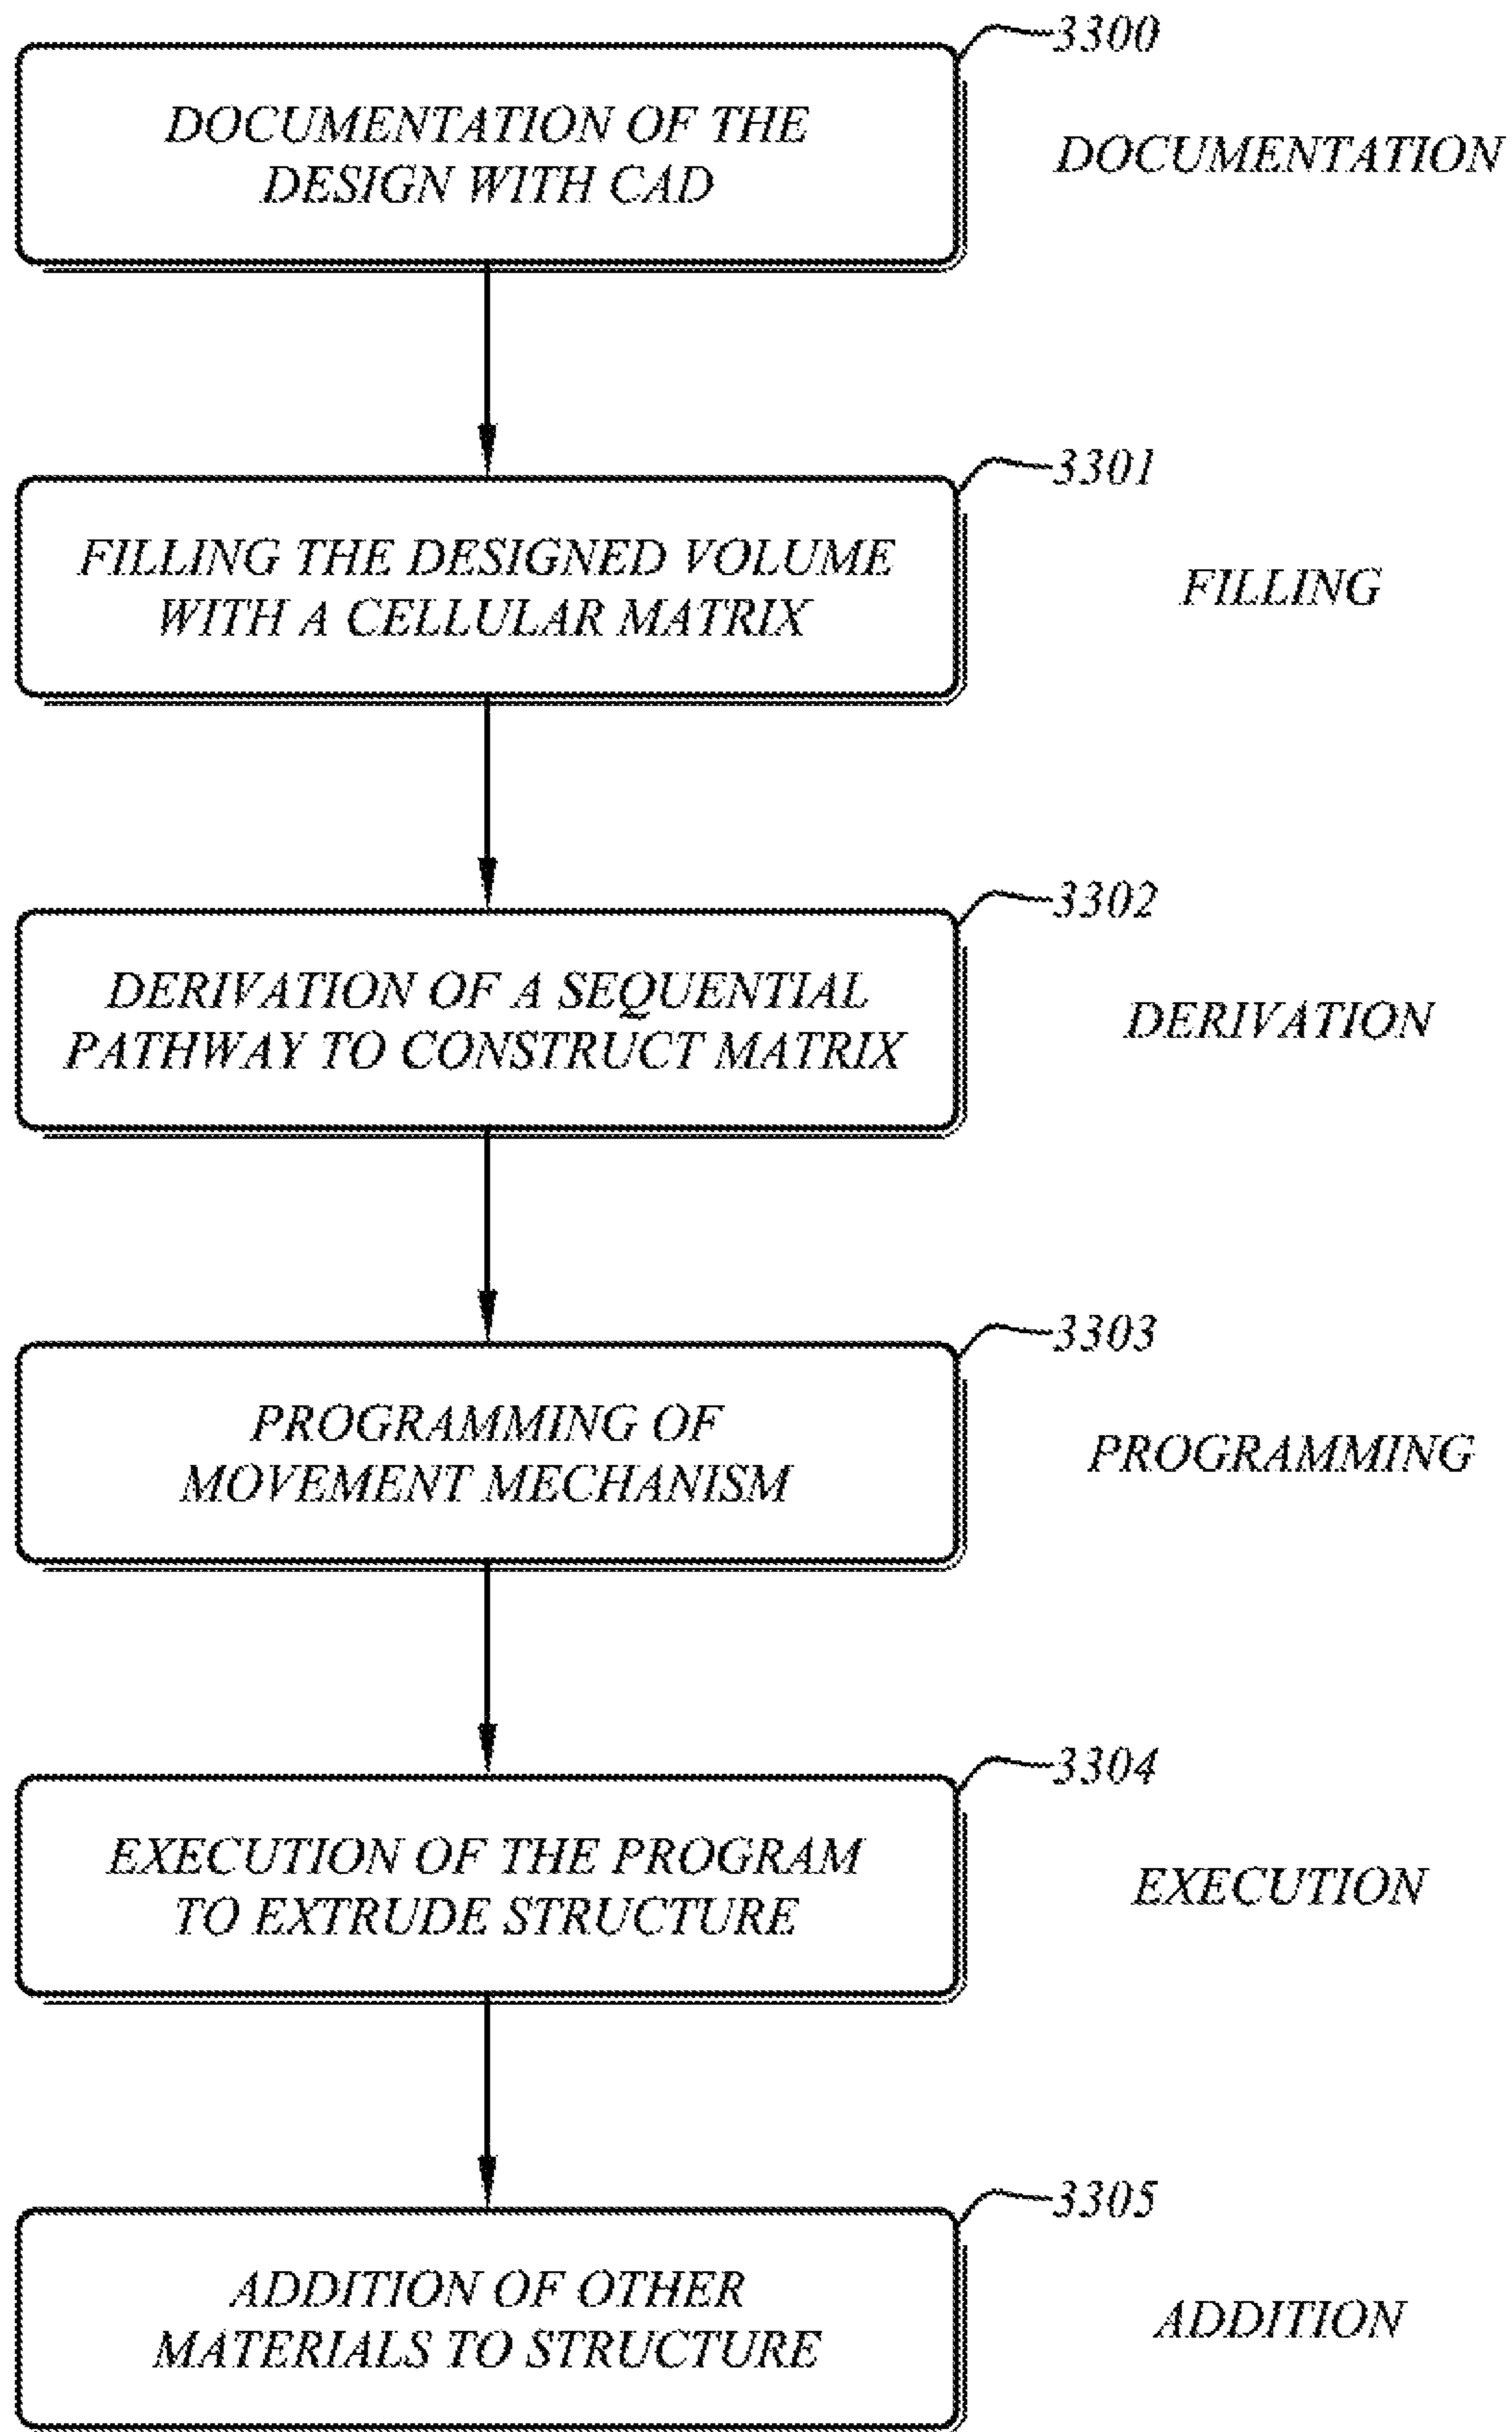 3300
DOCUMENTATION OF THE
DESIGN WITH CAD
DOCUMENTATION
3301
FILLING THE DESIGNED VOLUME
WITH A CELLULAR MATRIX
FILLING
3302
DERIVATION OF A SEQUENTIAL
PATHWAY TO CONSTRUCT MATRIX
DERIVATION
3303
PROGRAMMING OF
MOVEMENT MECHANISM
PROGRAMMING
3304
EXECUTION OF THE PROGRAM
TO EXTRUDE STRUCTURE
EXECUTION
3305
ADDITION OF OTHER
MATERIALS TO STRUCTURE
ADDITION